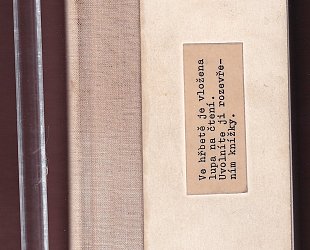 Ve hřbetě je vložena
lupa na čtení.
Uvolníte ji rozevře-
ním knížky.